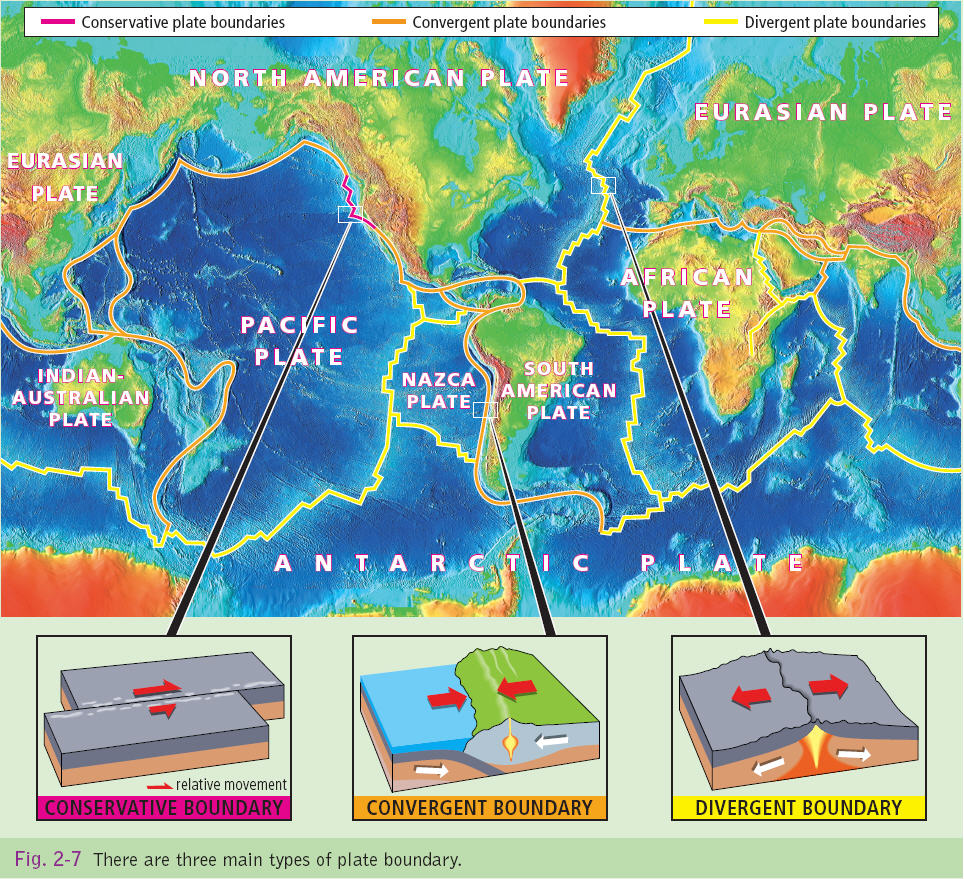 Conservative plate boundaries
Convergent plate boundaries
Divergent plate boundaries
NORTH AMERICAN PLATE
EURASIAN PLATE
EURASIAN
PLATE
AFRICAN
PLATE
PACIFIC
PLATE
INDIAN-
AUSTRALIAN
PLATE
NAZCA
PLATE
SOUTH
AMERICAN
PLATE
ANTARCTIC PLATE
relative movement
CONSERVATIVE BOUNDARY
CONVERGENT BOUNDARY
DIVERGENT BOUNDARY
Fig. 2-7 There are three main types of plate boundary.